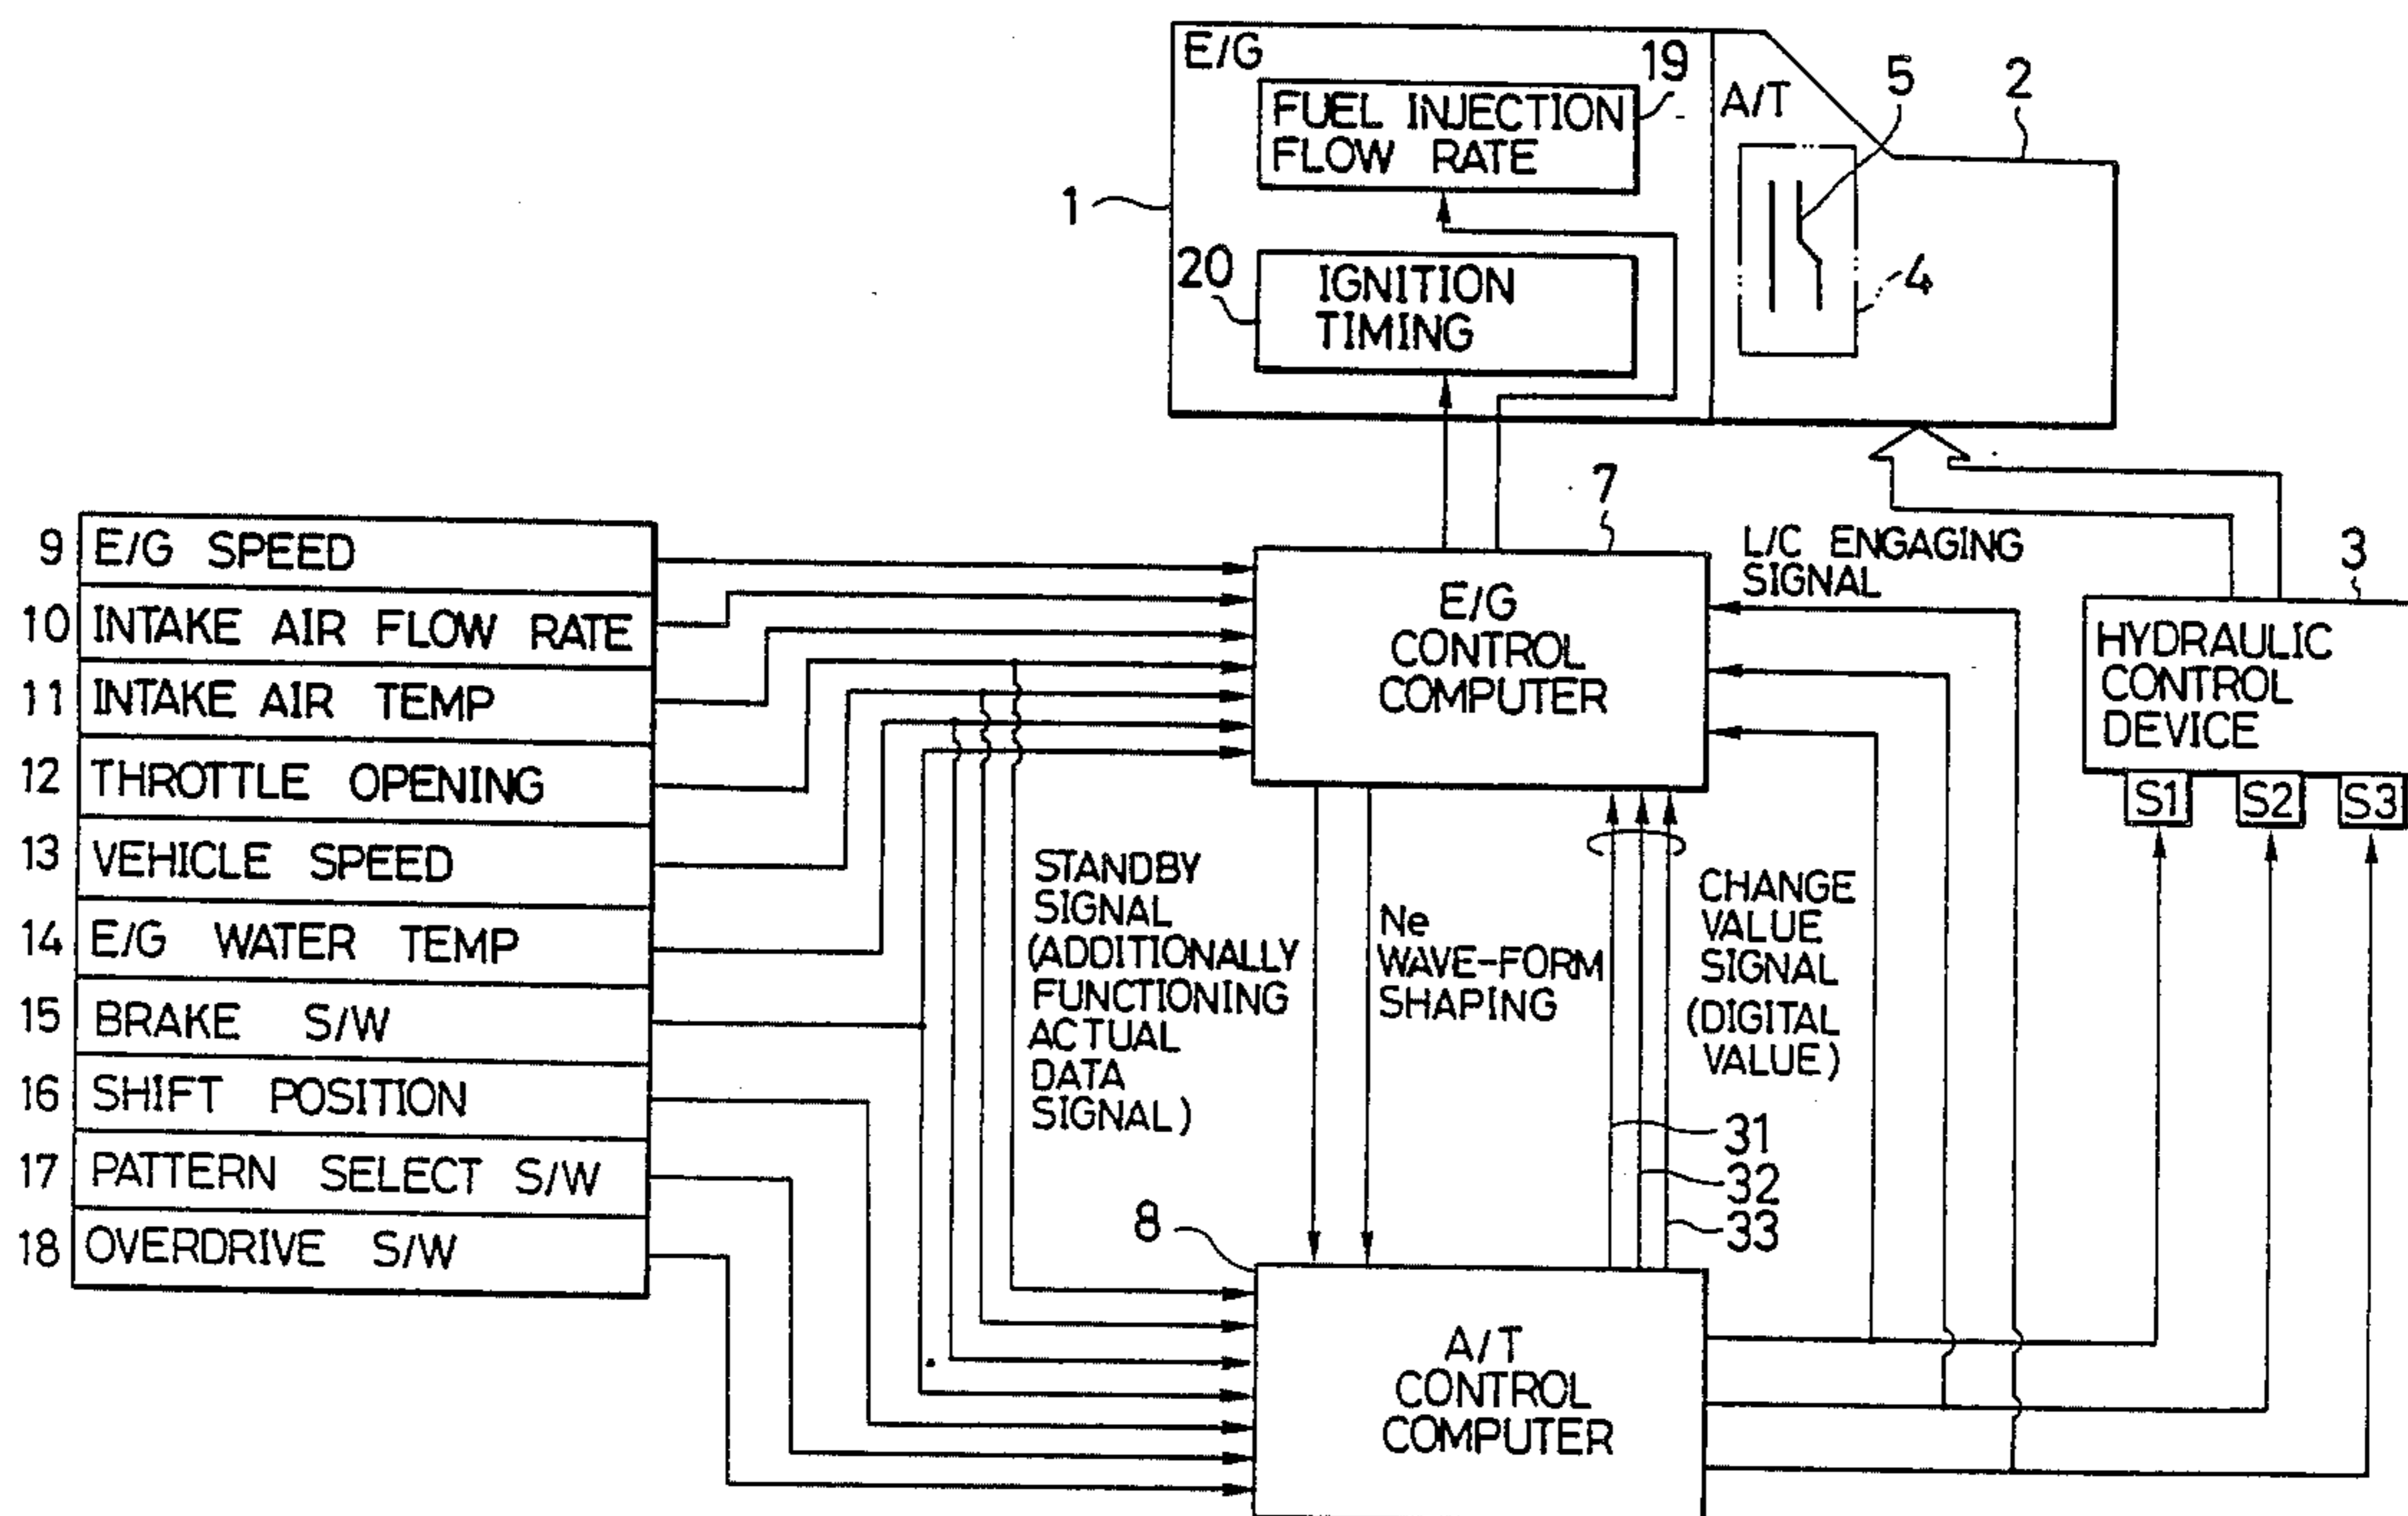 E/G
19
FUEL INJECTION
FLOW RATE
A/T
5
2
1
20
IGNITION
TIMING
4
7
L/C ENGAGING
SIGNAL
3
9 E/G SPEED
10 INTAKE AIR FLOW RATE
11 INTAKE AIR TEMP
12 THROTTLE OPENING
13 VEHICLE SPEED
14 E/G WATER TEMP
15 BRAKE S/W
16 SHIFT POSITION
17 PATTERN SELECT S/W
18 OVERDRIVE S/W
E/G
CONTROL
COMPUTER
HYDRAULIC
CONTROL
DEVICE
S1 S2 S3
STANDBY
SIGNAL
(ADDITIONALLY
FUNCTIONING
ACTUAL
DATA
SIGNAL)
Ne
WAVE-FORM
SHAPING
CHANGE
VALUE
SIGNAL
(DIGITAL
VALUE)
31
32
33
8
A/T
CONTROL
COMPUTER